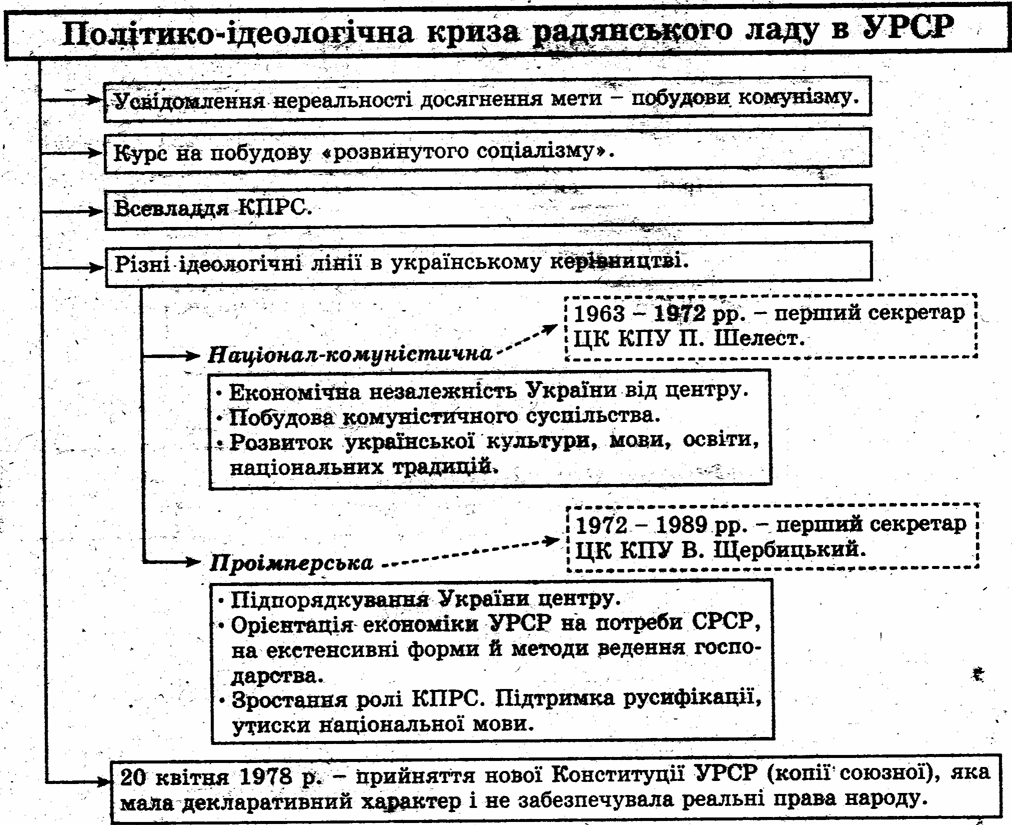 Політико-ідеологічна криза радянського ладу в УРСР
Усвідомлення нереальності досягнення мети – побудови комунізму.
Курс на побудову «розвинутого соціалізму».
Всевладдя КПРС.
Різні ідеологічні лінії в українському керівництві.
1963 – 1972 рр. – перший секретар
ЦК КПУ П. Шелест.
Націонал-комуністична
· Економічна незалежність України від центру.
· Побудова комуністичного суспільства.
· Розвиток української культури, мови, освіти,
національних традицій.
1972 – 1989 рр. – перший секретар
ЦК КПУ В. Щербицький.
Проімперська
· Підпорядкування України центру.
· Орієнтація економіки УРСР на потреби СРСР,
на екстенсивні форми й методи ведення госпо-
дарства.
· Зростання ролі КПРС. Підтримка русифікації,
утиски національної мови.
20 квітня 1978 р. – прийняття нової Конституції УРСР (копії союзної), яка
мала декларативний характер і не забезпечувала реальні права народу.